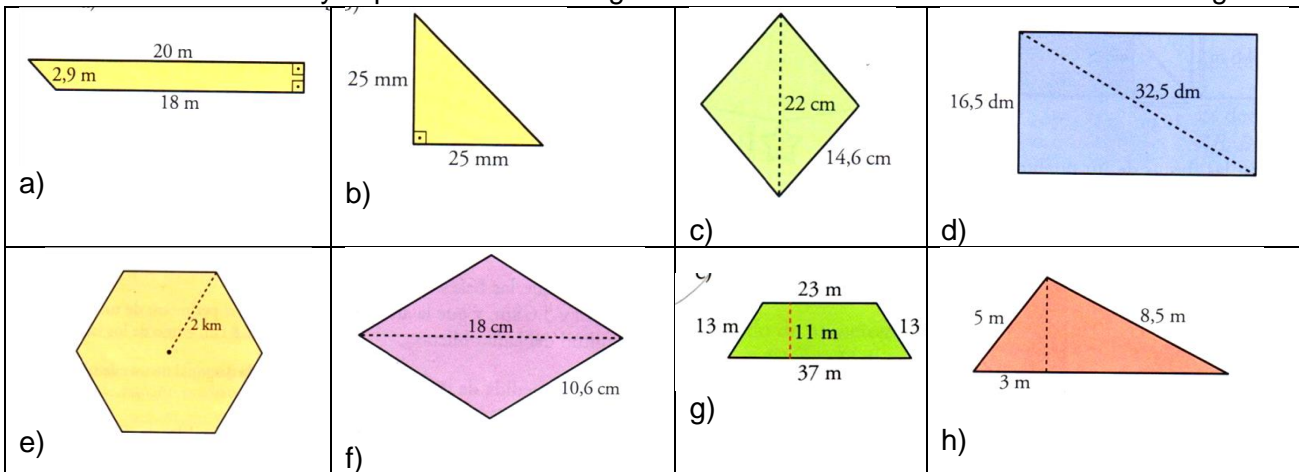 20 m
2,9 m
18 m
a)
25 mm
25 mm
b)
22 cm
14,6 cm
c)
16,5 dm
32,5 dm
d)
2 km
e)
18 cm
10,6 cm
f)
23 m
13 m
11 m
13
37 m
g)
5 m
8,5 m
3 m
h)